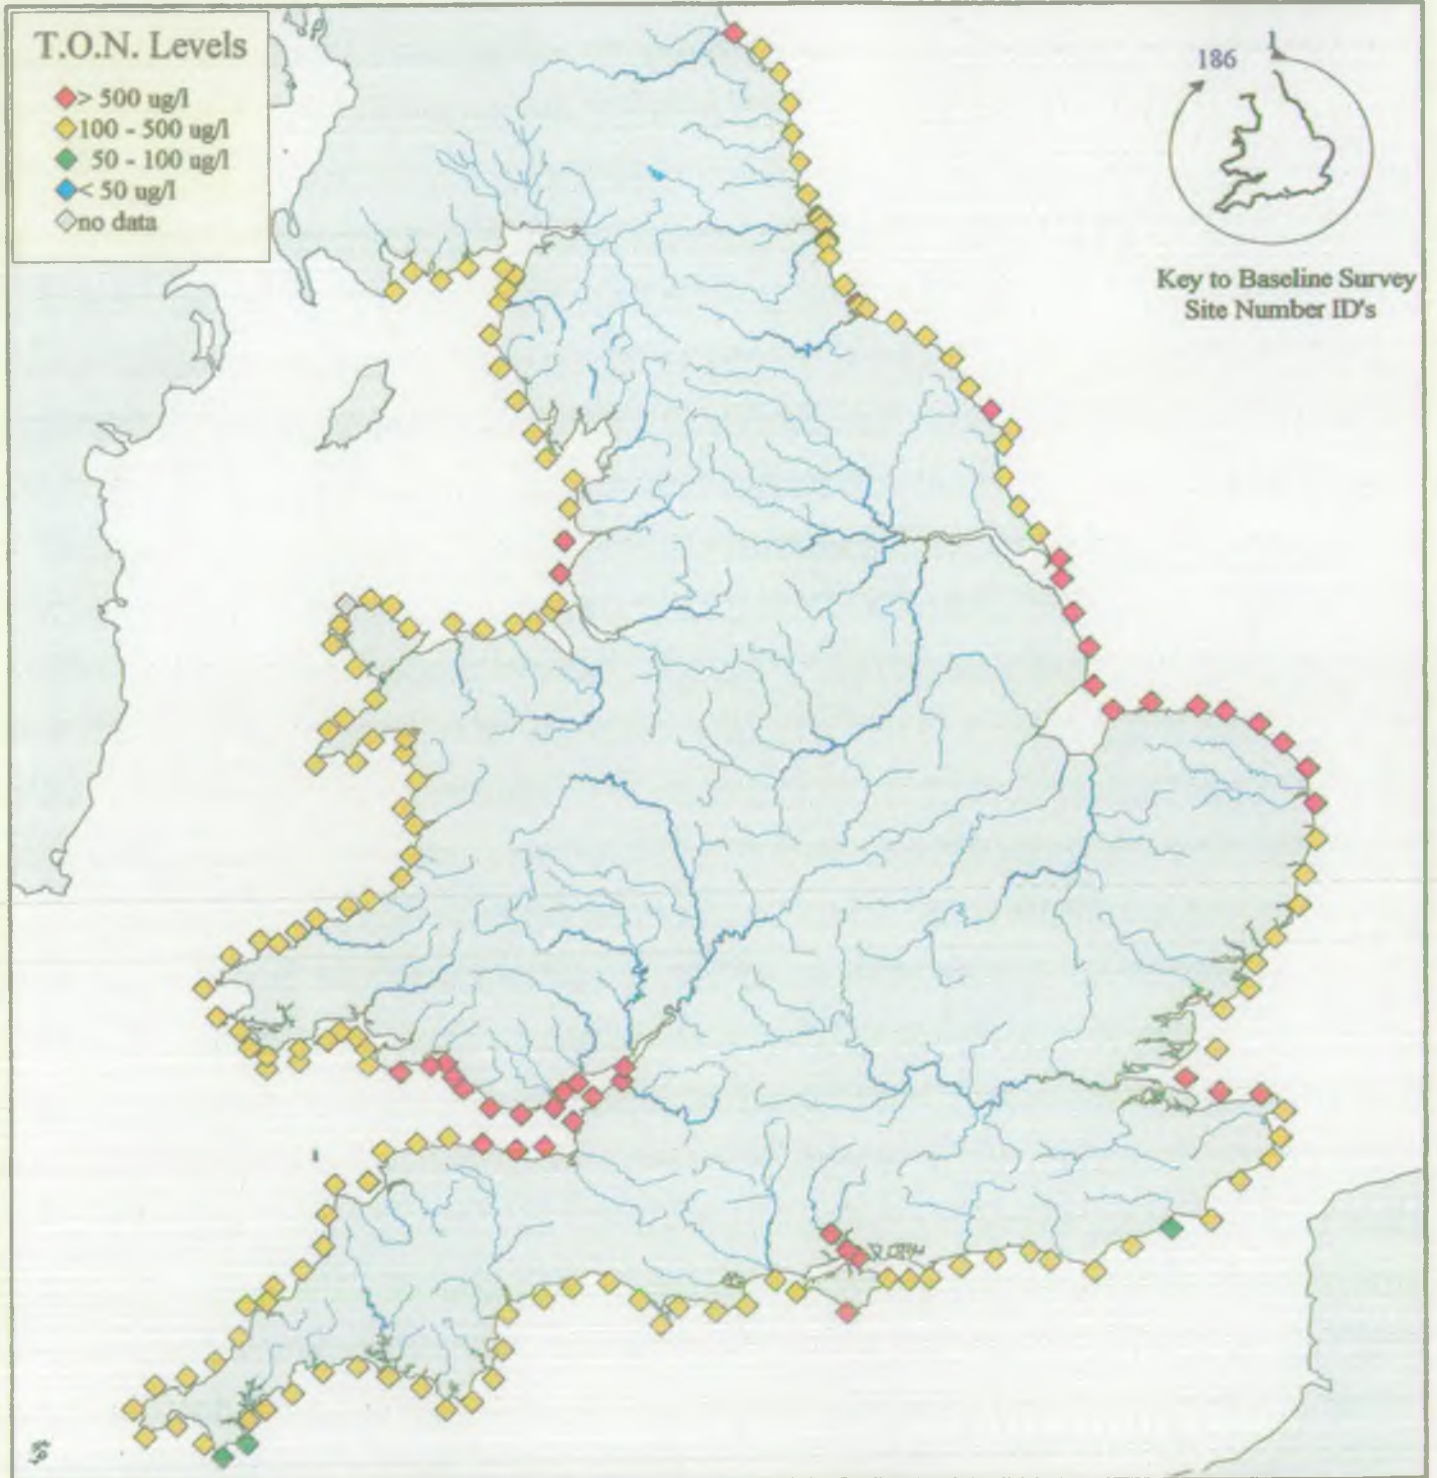 T.O.N. Levels
> 500 ug/l
100 - 500 ug/l
50 - 100 ug/l
< 50 ug/l
no data
1
186
Key to Baseline Survey
Site Number ID's